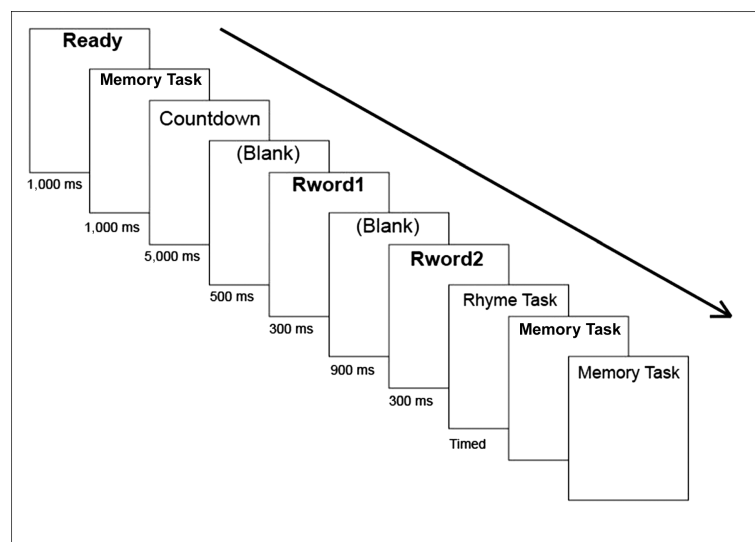 Ready
Memory Task
Countdown
(Blank)
1,000 ms
Rword1
1,000 ms
(Blank)
5,000 ms
Rword2
500 ms
Rhyme Task
300 ms
Memory Task
900 ms
Memory Task
300 ms
Timed